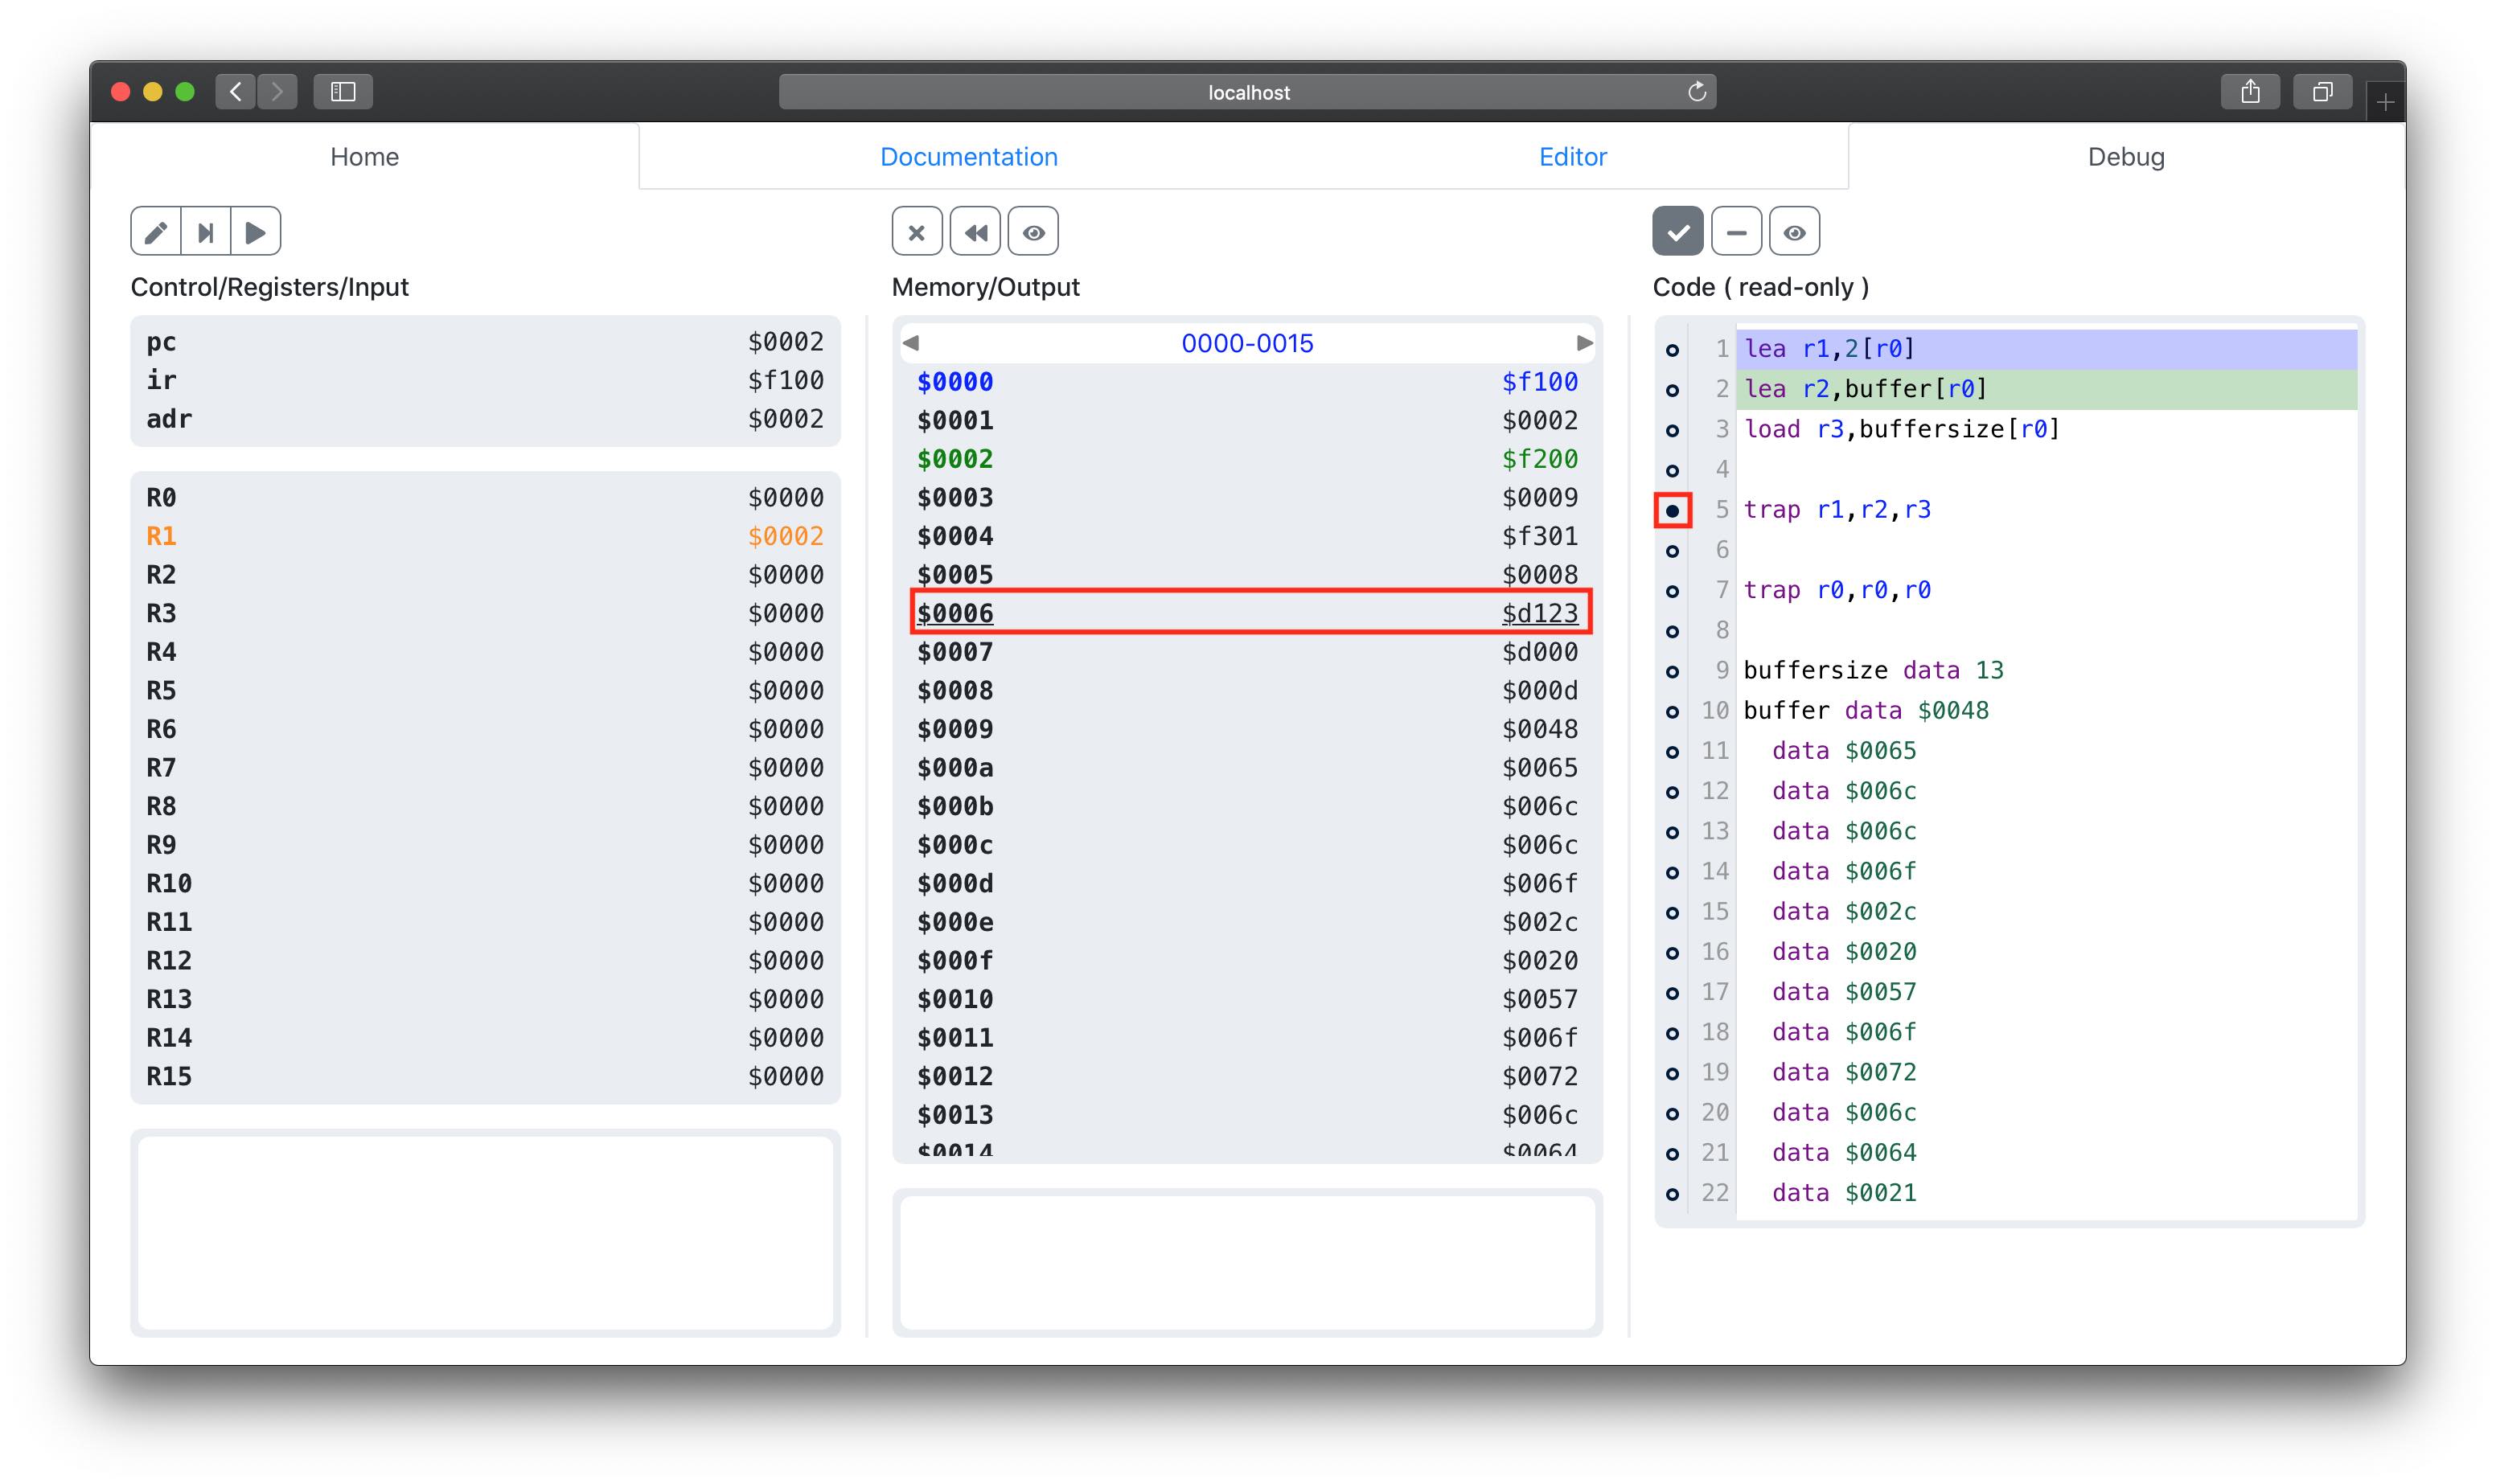 localhost
Home Documentation Editor Debug
Control/Registers/Input
pc $0002
ir $f100
adr $0002
R0 $0000
R1 $0002
R2 $0000
R3 $0000
R4 $0000
R5 $0000
R6 $0000
R7 $0000
R8 $0000
R9 $0000
R10 $0000
R11 $0000
R12 $0000
R13 $0000
R14 $0000
R15 $0000
Memory/Output
0000-0015
$0000 $f100
$0001 $0002
$0002 $f200
$0003 $0009
$0004 $f301
$0005 $0008
$0006 $d123
$0007 $d000
$0008 $000d
$0009 $0048
$000a $0065
$000b $006c
$000c $006c
$000d $006f
$000e $002c
$000f $0020
$0010 $0057
$0011 $006f
$0012 $0072
$0013 $006c
$0014 $0064
Code ( read-only )
1 lea r1,2[r0]
2 lea r2,buffer[r0]
3 load r3,buffersize[r0]
4
5 trap r1,r2,r3
6
7 trap r0,r0,r0
8
9 buffersize data 13
10 buffer data $0048
11 data $0065
12 data $006c
13 data $006c
14 data $006f
15 data $002c
16 data $0020
17 data $0057
18 data $006f
19 data $0072
20 data $006c
21 data $0064
22 data $0021